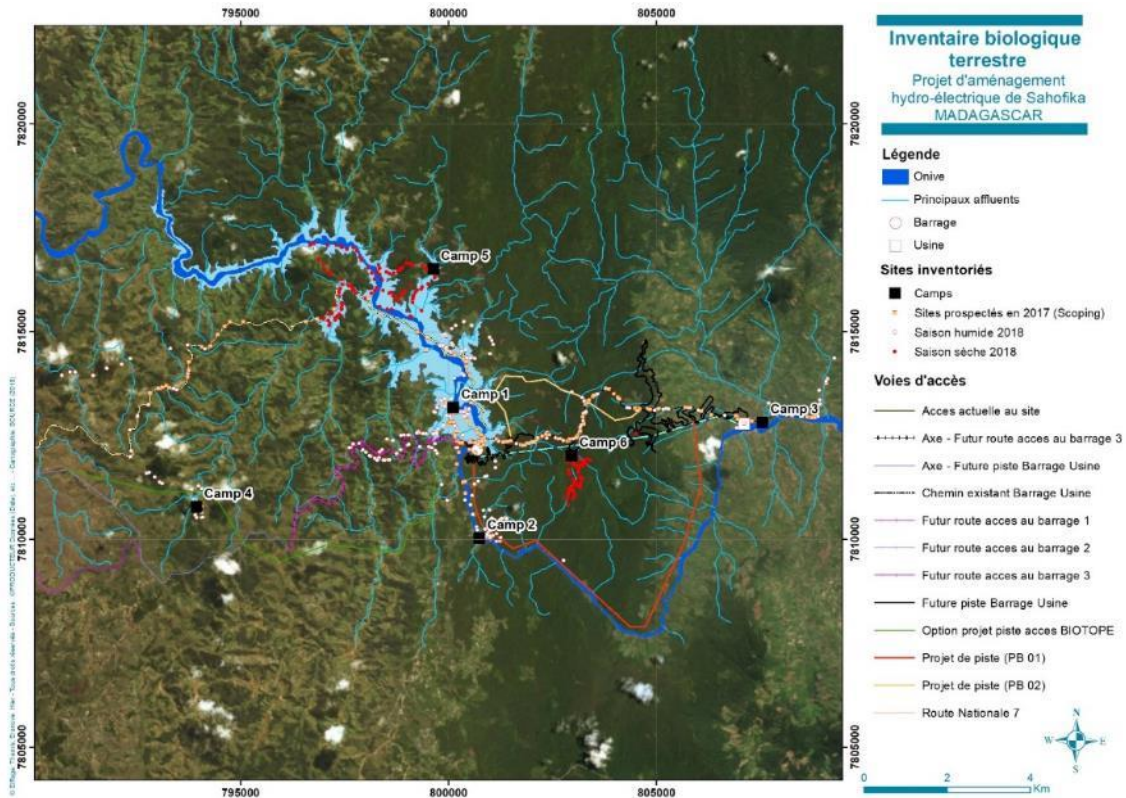 795000
800000
805000
7820000
7820000
7815000
7815000
7810000
7810000
7805000
7805000
795000
800000
805000
Camp 5
Camp 1
Camp 3
Camp 6
Camp 4
Camp 2
Inventaire biologique
terrestre
Projet d'aménagement
hydro-électrique de Sahofika
MADAGASCAR
Légende
Onive
Principaux affluents
Barrage
Usine
Sites inventoriés
Camps
Sites prospectés en 2017 (Scoping)
Saison humide 2018
Saison sèche 2018
Voies d'accès
Acces actuelle au site
Axe - Futur route acces au barrage 3
Axe - Future piste Barrage Usine
Chemin existant Barrage Usine
Futur route acces au barrage 1
Futur route acces au barrage 2
Futur route acces au barrage 3
Future piste Barrage Usine
Option projet piste acces BIOTOPE
Projet de piste (PB 01)
Projet de piste (PB 02)
Route Nationale 7
N
W
E
S
0
2
4
Km